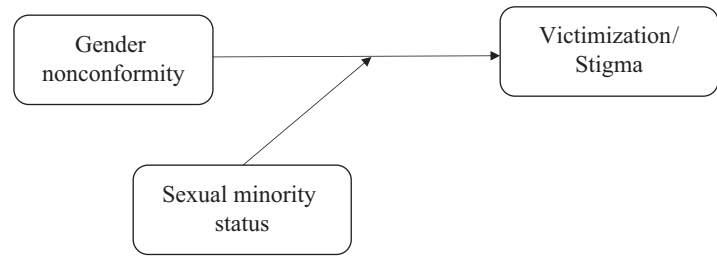 Gender
nonconformity
Victimization/
Stigma
Sexual minority
status